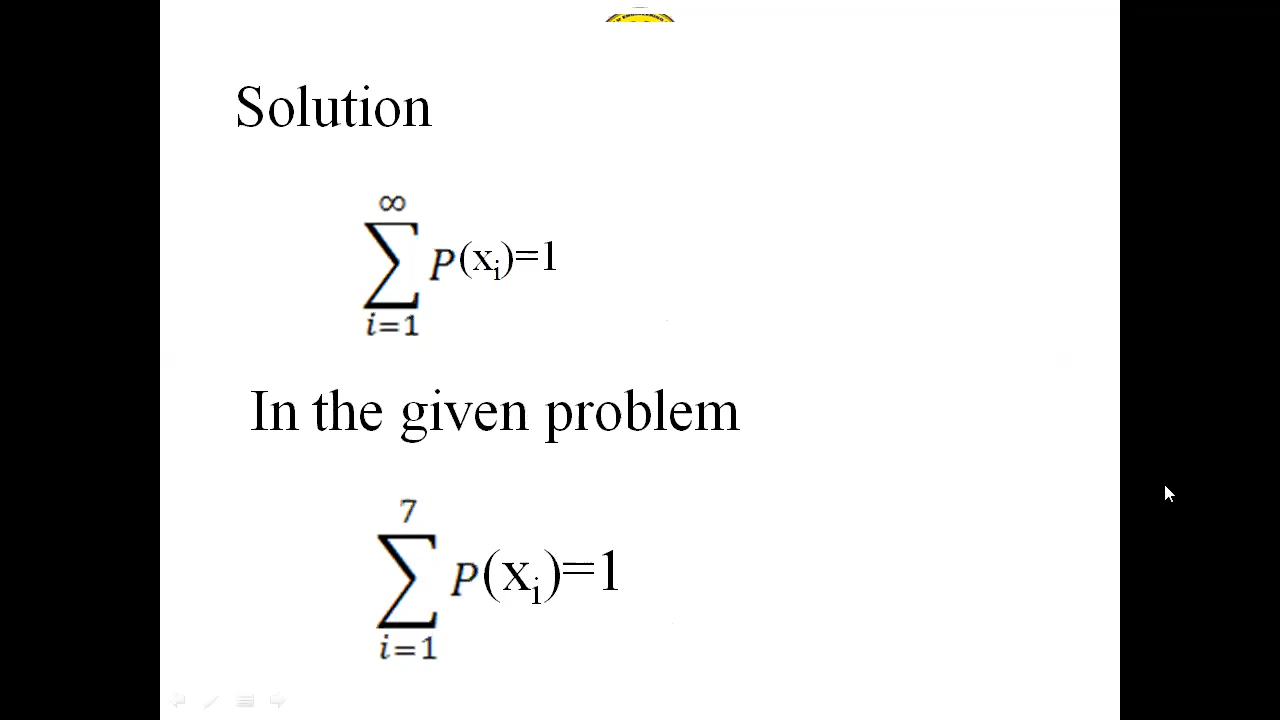 Solution
∞
∑ P(xᵢ)=1
i=1
In the given problem
7
∑ P(xᵢ)=1
i=1